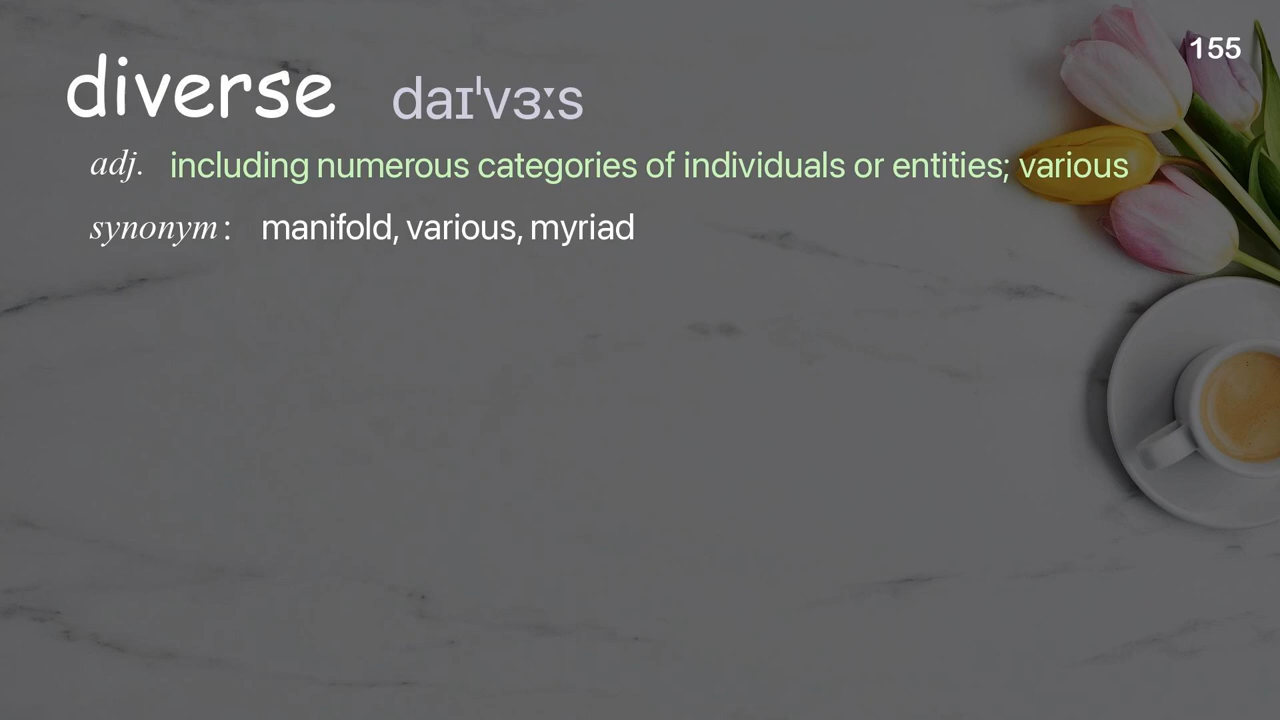 155
diverse daɪˈvɜːs
adj. including numerous categories of individuals or entities; various
synonym: manifold, various, myriad